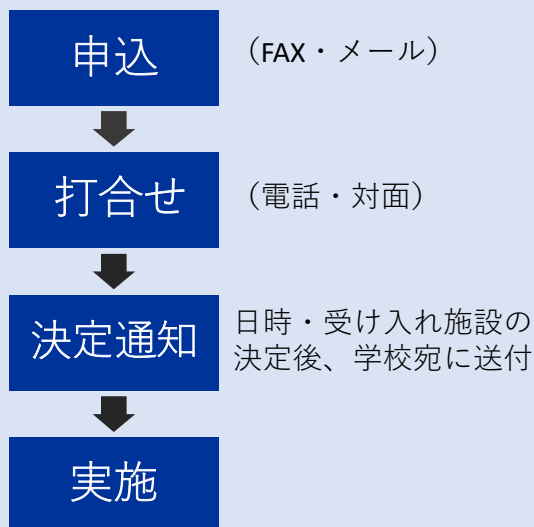 申込
（FAX・メール）
打合せ
（電話・対面）
決定通知
日時・受け入れ施設の
決定後、学校宛に送付
実施